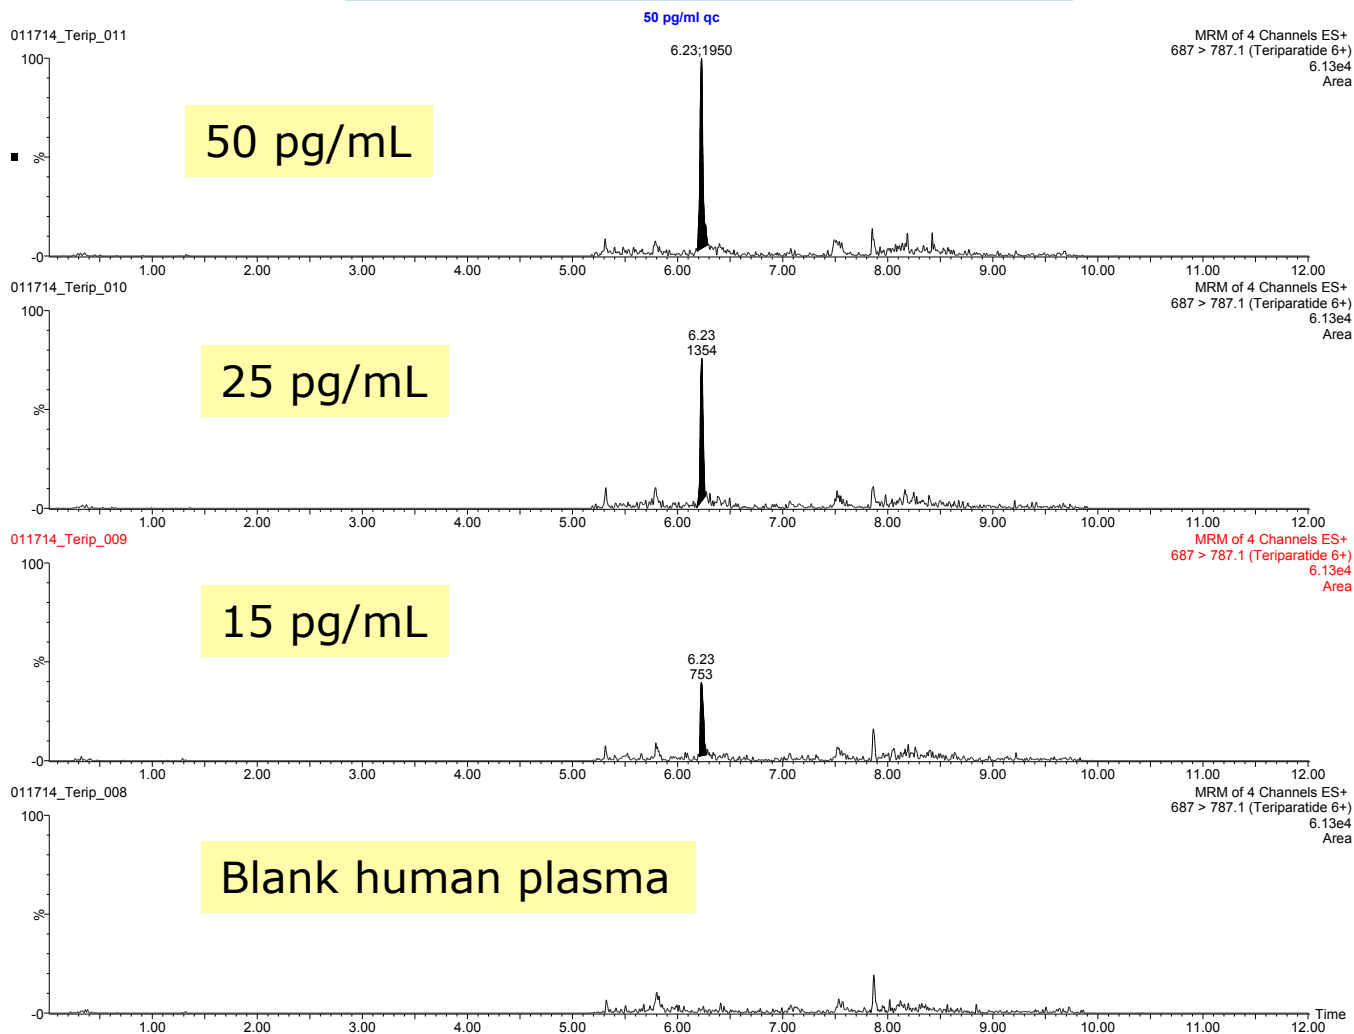 50 pg/ml qc
011714_Terip_011
MRM of 4 Channels ES+
687 > 787.1 (Teriparatide 6+)
6.13e4
Area
6.23;1950
100
50 pg/mL
%
-0
1.00 2.00 3.00 4.00 5.00 6.00 7.00 8.00 9.00 10.00 11.00 12.00
011714_Terip_010
MRM of 4 Channels ES+
687 > 787.1 (Teriparatide 6+)
6.13e4
Area
100
6.23
1354
25 pg/mL
%
-0
1.00 2.00 3.00 4.00 5.00 6.00 7.00 8.00 9.00 10.00 11.00 12.00
011714_Terip_009
MRM of 4 Channels ES+
687 > 787.1 (Teriparatide 6+)
6.13e4
Area
100
15 pg/mL
6.23
753
%
-0
1.00 2.00 3.00 4.00 5.00 6.00 7.00 8.00 9.00 10.00 11.00 12.00
011714_Terip_008
MRM of 4 Channels ES+
687 > 787.1 (Teriparatide 6+)
6.13e4
Area
100
Blank human plasma
%
-0
Time
1.00 2.00 3.00 4.00 5.00 6.00 7.00 8.00 9.00 10.00 11.00 12.00